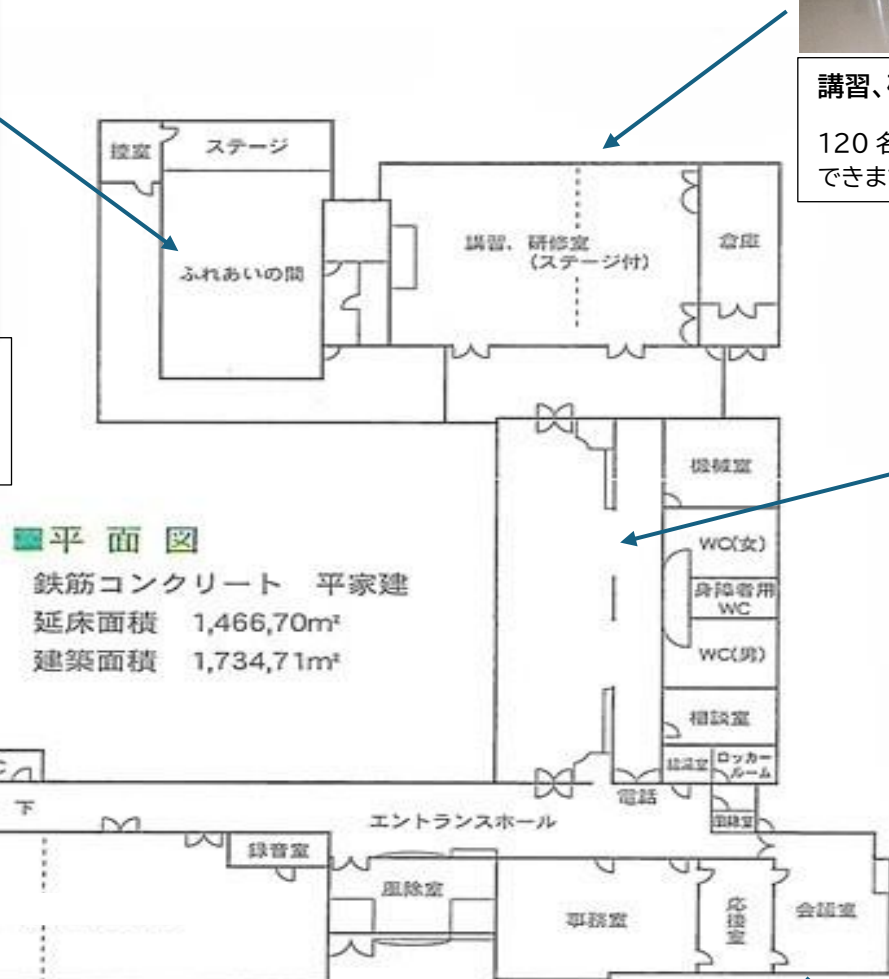 講習、
120 名
できま
控室
ステージ
ふれあいの間
講習、研修室
(ステージ付)
倉庫
機械室
WC(女)
身障者用
WC
WC(男)
相談室
給湯室
ロッカー
ルーム
電話
■平 面 図
鉄筋コンクリート 平家建
延床面積 1,466,70m²
建築面積 1,734,71m²
下
エントランスホール
録音室
風除室
事務室
応接室
会議室